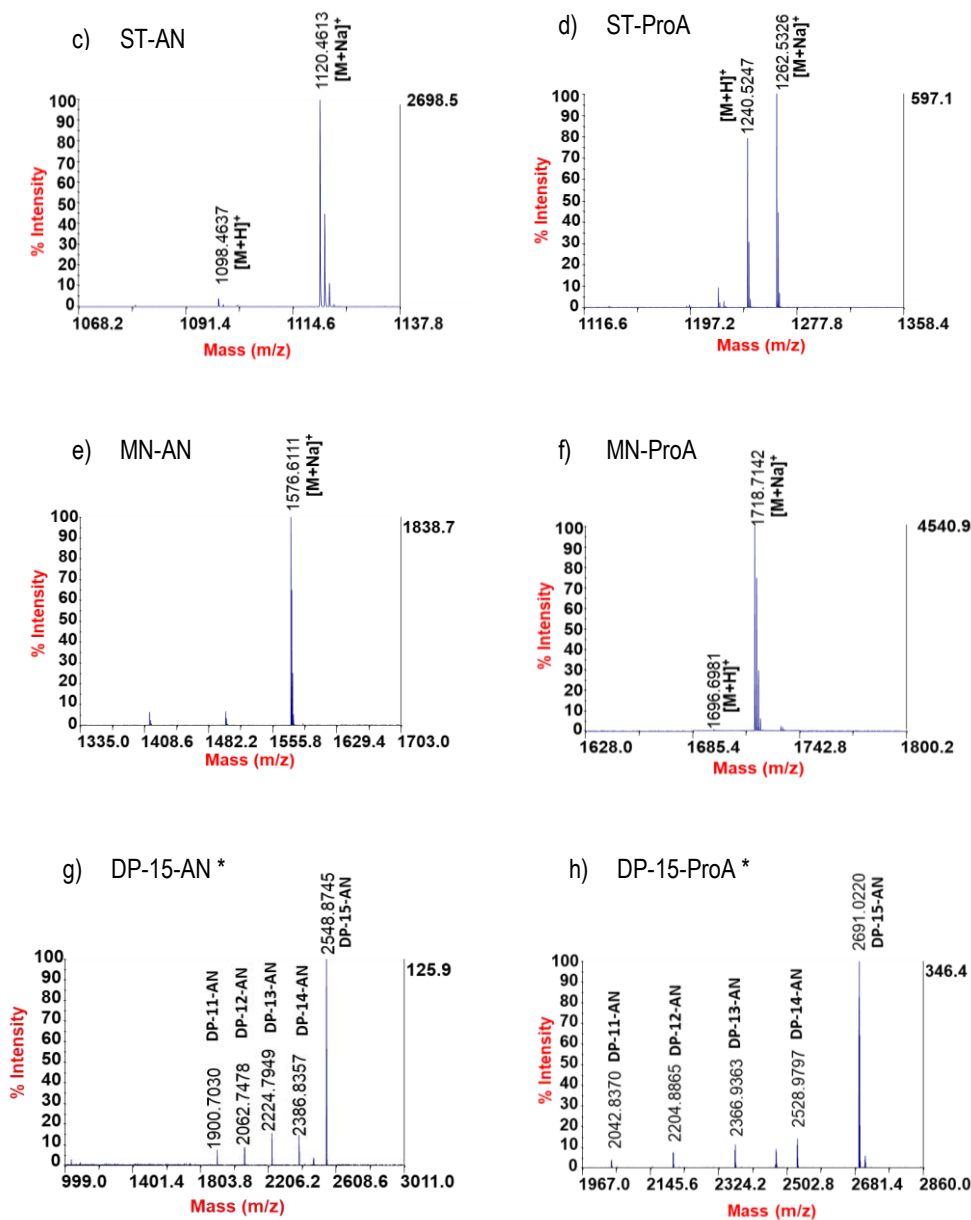 c) ST-AN
1120.4613
[M+Na]⁺
1098.4637
[M+H]⁺
2698.5
% Intensity
100
90
80
70
60
50
40
30
20
10
0
1068.2 1091.4 1114.6 1137.8
Mass (m/z)
d) ST-ProA
[M+H]⁺
1240.5247
1262.5326
[M+Na]⁺
597.1
% Intensity
100
90
80
70
60
50
40
30
20
10
0
1116.6 1197.2 1277.8 1358.4
Mass (m/z)
e) MN-AN
1576.6111
[M+Na]⁺
1838.7
% Intensity
100
90
80
70
60
50
40
30
20
10
0
1335.0 1408.6 1482.2 1555.8 1629.4 1703.0
Mass (m/z)
f) MN-ProA
1718.7142
[M+Na]⁺
1696.6981
[M+H]⁺
4540.9
% Intensity
100
90
80
70
60
50
40
30
20
10
0
1628.0 1685.4 1742.8 1800.2
Mass (m/z)
g) DP-15-AN *
2548.8745
DP-15-AN
1900.7030 DP-11-AN
2062.7478 DP-12-AN
2224.7949 DP-13-AN
2386.8357 DP-14-AN
125.9
% Intensity
100
90
80
70
60
50
40
30
20
10
0
999.0 1401.4 1803.8 2206.2 2608.6 3011.0
Mass (m/z)
h) DP-15-ProA *
2691.0220
DP-15-AN
2042.8370 DP-11-AN
2204.8865 DP-12-AN
2366.9363 DP-13-AN
2528.9797 DP-14-AN
346.4
% Intensity
100
90
80
70
60
50
40
30
20
10
0
1967.0 2145.6 2324.2 2502.8 2681.4 2860.0
Mass (m/z)